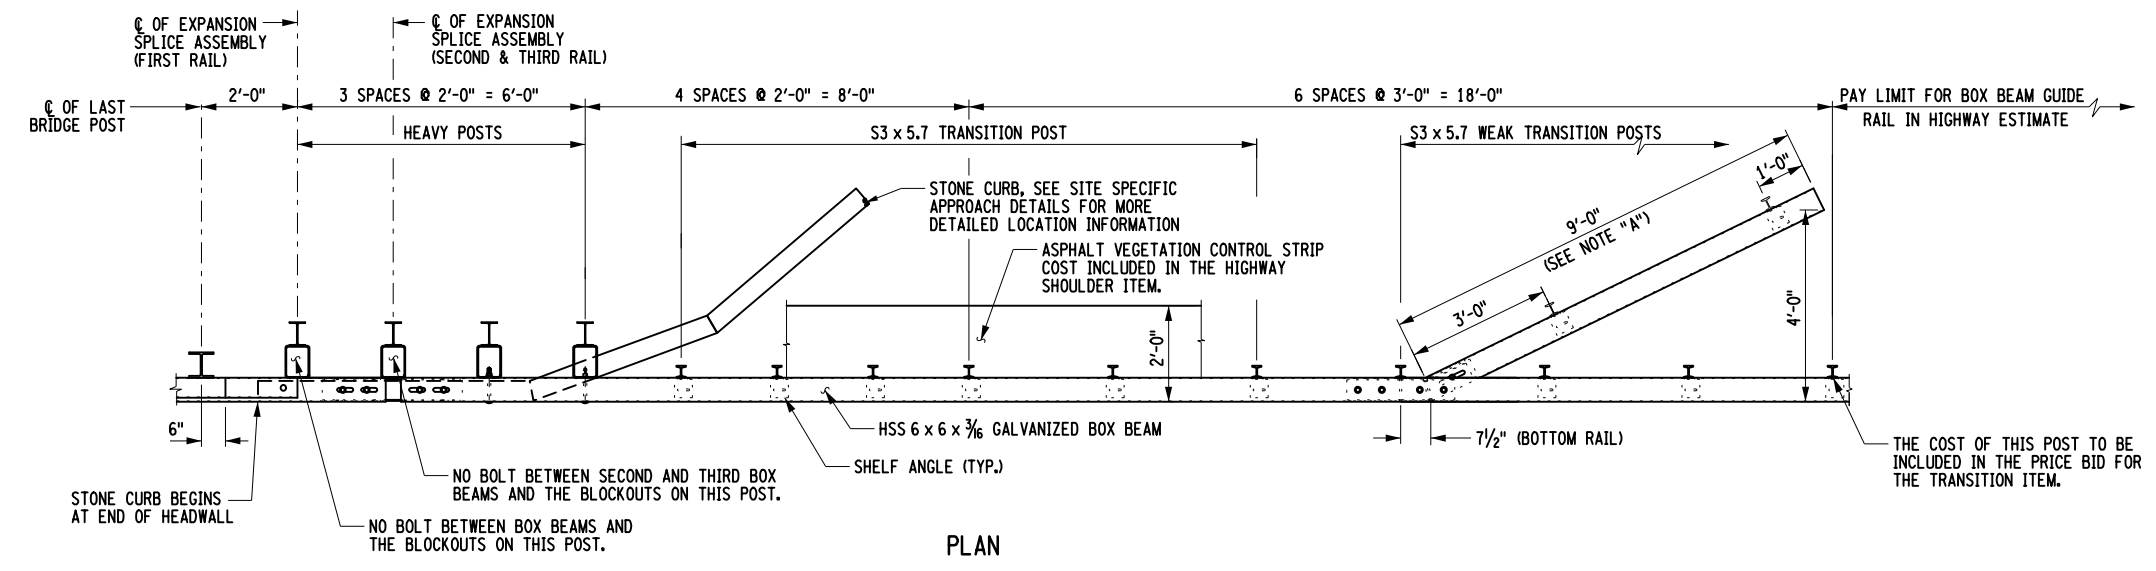 ℄ OF EXPANSION
SPLICE ASSEMBLY
(FIRST RAIL)
℄ OF EXPANSION
SPLICE ASSEMBLY
(SECOND & THIRD RAIL)
℄ OF LAST
BRIDGE POST
2'-0"
3 SPACES @ 2'-0" = 6'-0"
4 SPACES @ 2'-0" = 8'-0"
6 SPACES @ 3'-0" = 18'-0"
PAY LIMIT FOR BOX BEAM GUIDE
RAIL IN HIGHWAY ESTIMATE
HEAVY POSTS
S3 x 5.7 TRANSITION POST
S3 x 5.7 WEAK TRANSITION POSTS
1'-0"
STONE CURB, SEE SITE SPECIFIC
APPROACH DETAILS FOR MORE
DETAILED LOCATION INFORMATION
9'-0"
(SEE NOTE "A")
ASPHALT VEGETATION CONTROL STRIP
COST INCLUDED IN THE HIGHWAY
SHOULDER ITEM.
3'-0"
4'-0"
2'-0"
6"
HSS 6 x 6 x 3⁄16 GALVANIZED BOX BEAM
7½" (BOTTOM RAIL)
SHELF ANGLE (TYP.)
THE COST OF THIS POST TO BE
INCLUDED IN THE PRICE BID FOR
THE TRANSITION ITEM.
NO BOLT BETWEEN SECOND AND THIRD BOX
BEAMS AND THE BLOCKOUTS ON THIS POST.
STONE CURB BEGINS
AT END OF HEADWALL
NO BOLT BETWEEN BOX BEAMS AND
THE BLOCKOUTS ON THIS POST.
PLAN